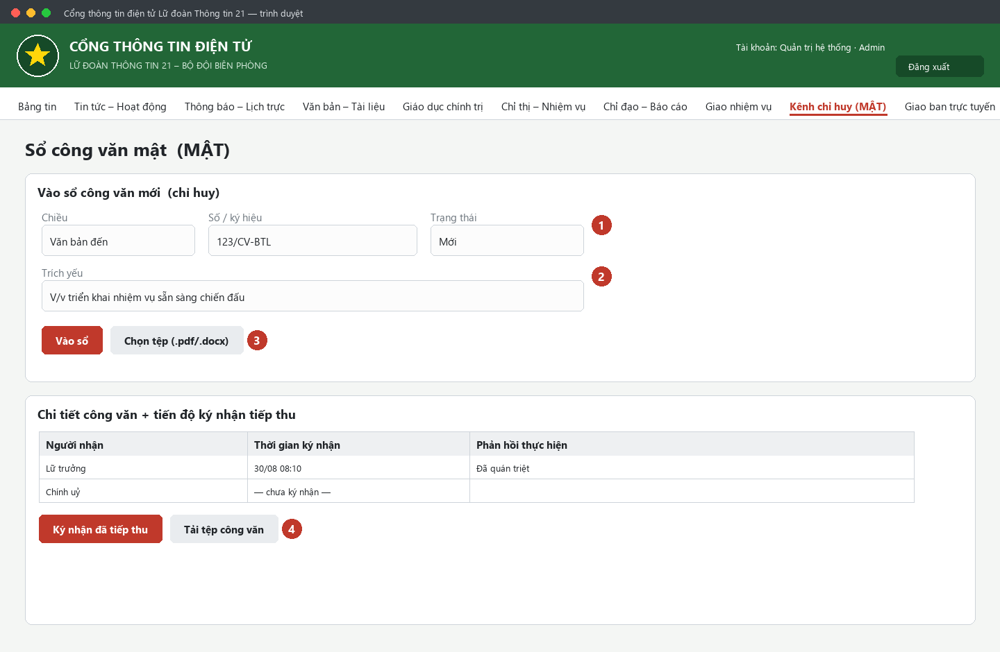 Cổng thông tin điện tử Lữ đoàn Thông tin 21 — trình duyệt
CỔNG THÔNG TIN ĐIỆN TỬ
LỮ ĐOÀN THÔNG TIN 21 – BỘ ĐỘI BIÊN PHÒNG
Tài khoản: Quản trị hệ thống · Admin
Đăng xuất
Bảng tin Tin tức – Hoạt động Thông báo – Lịch trực Văn bản – Tài liệu Giáo dục chính trị Chỉ thị – Nhiệm vụ Chỉ đạo – Báo cáo Giao nhiệm vụ Kênh chỉ huy (MẬT) Giao ban trực tuyến
Sổ công văn mật (MẬT)
Vào sổ công văn mới (chỉ huy)
Chiều Số / ký hiệu Trạng thái
1
Văn bản đến 123/CV-BTL Mới
Trích yếu
2
V/v triển khai nhiệm vụ sẵn sàng chiến đấu
Vào sổ Chọn tệp (.pdf/.docx) 3
Chi tiết công văn + tiến độ ký nhận tiếp thu
Người nhận Thời gian ký nhận Phản hồi thực hiện
Lữ trưởng 30/08 08:10 Đã quán triệt
Chính uỷ — chưa ký nhận —
Ký nhận đã tiếp thu Tải tệp công văn 4